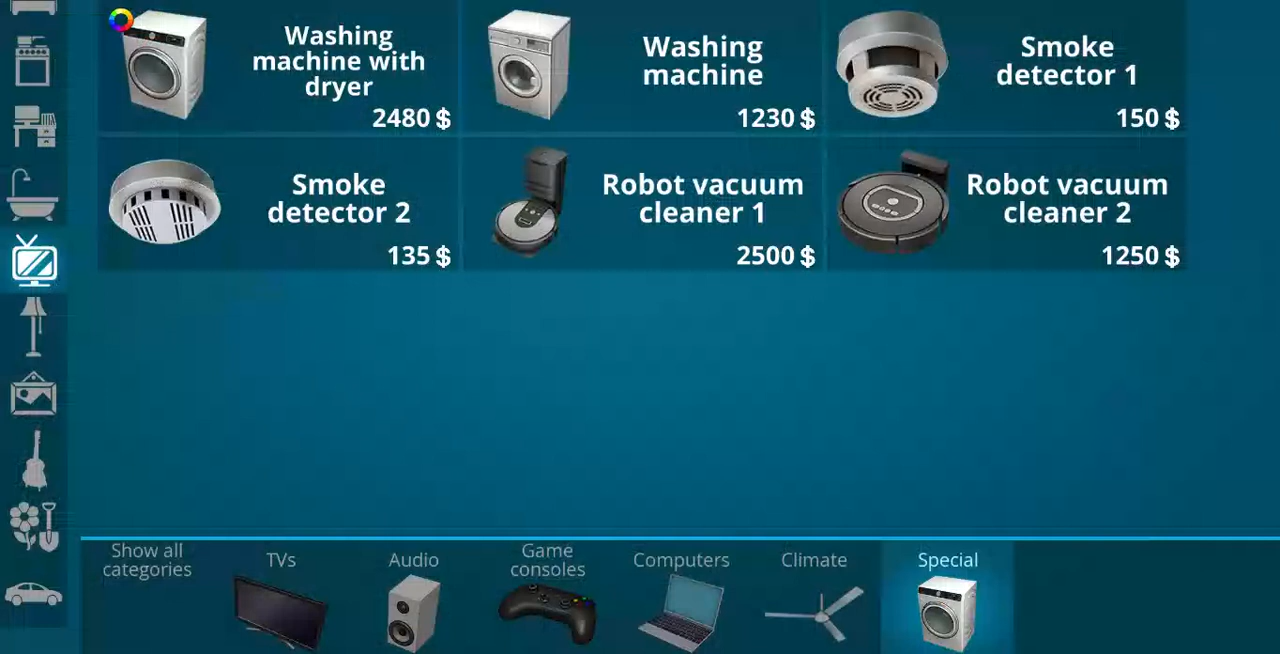 Washing
machine with
dryer
2480 $
Washing
machine
1230 $
Smoke
detector 1
150 $
Smoke
detector 2
135 $
Robot vacuum
cleaner 1
2500 $
Robot vacuum
cleaner 2
1250 $
Show all
categories
TVs
Audio
Game
consoles
Computers
Climate
Special